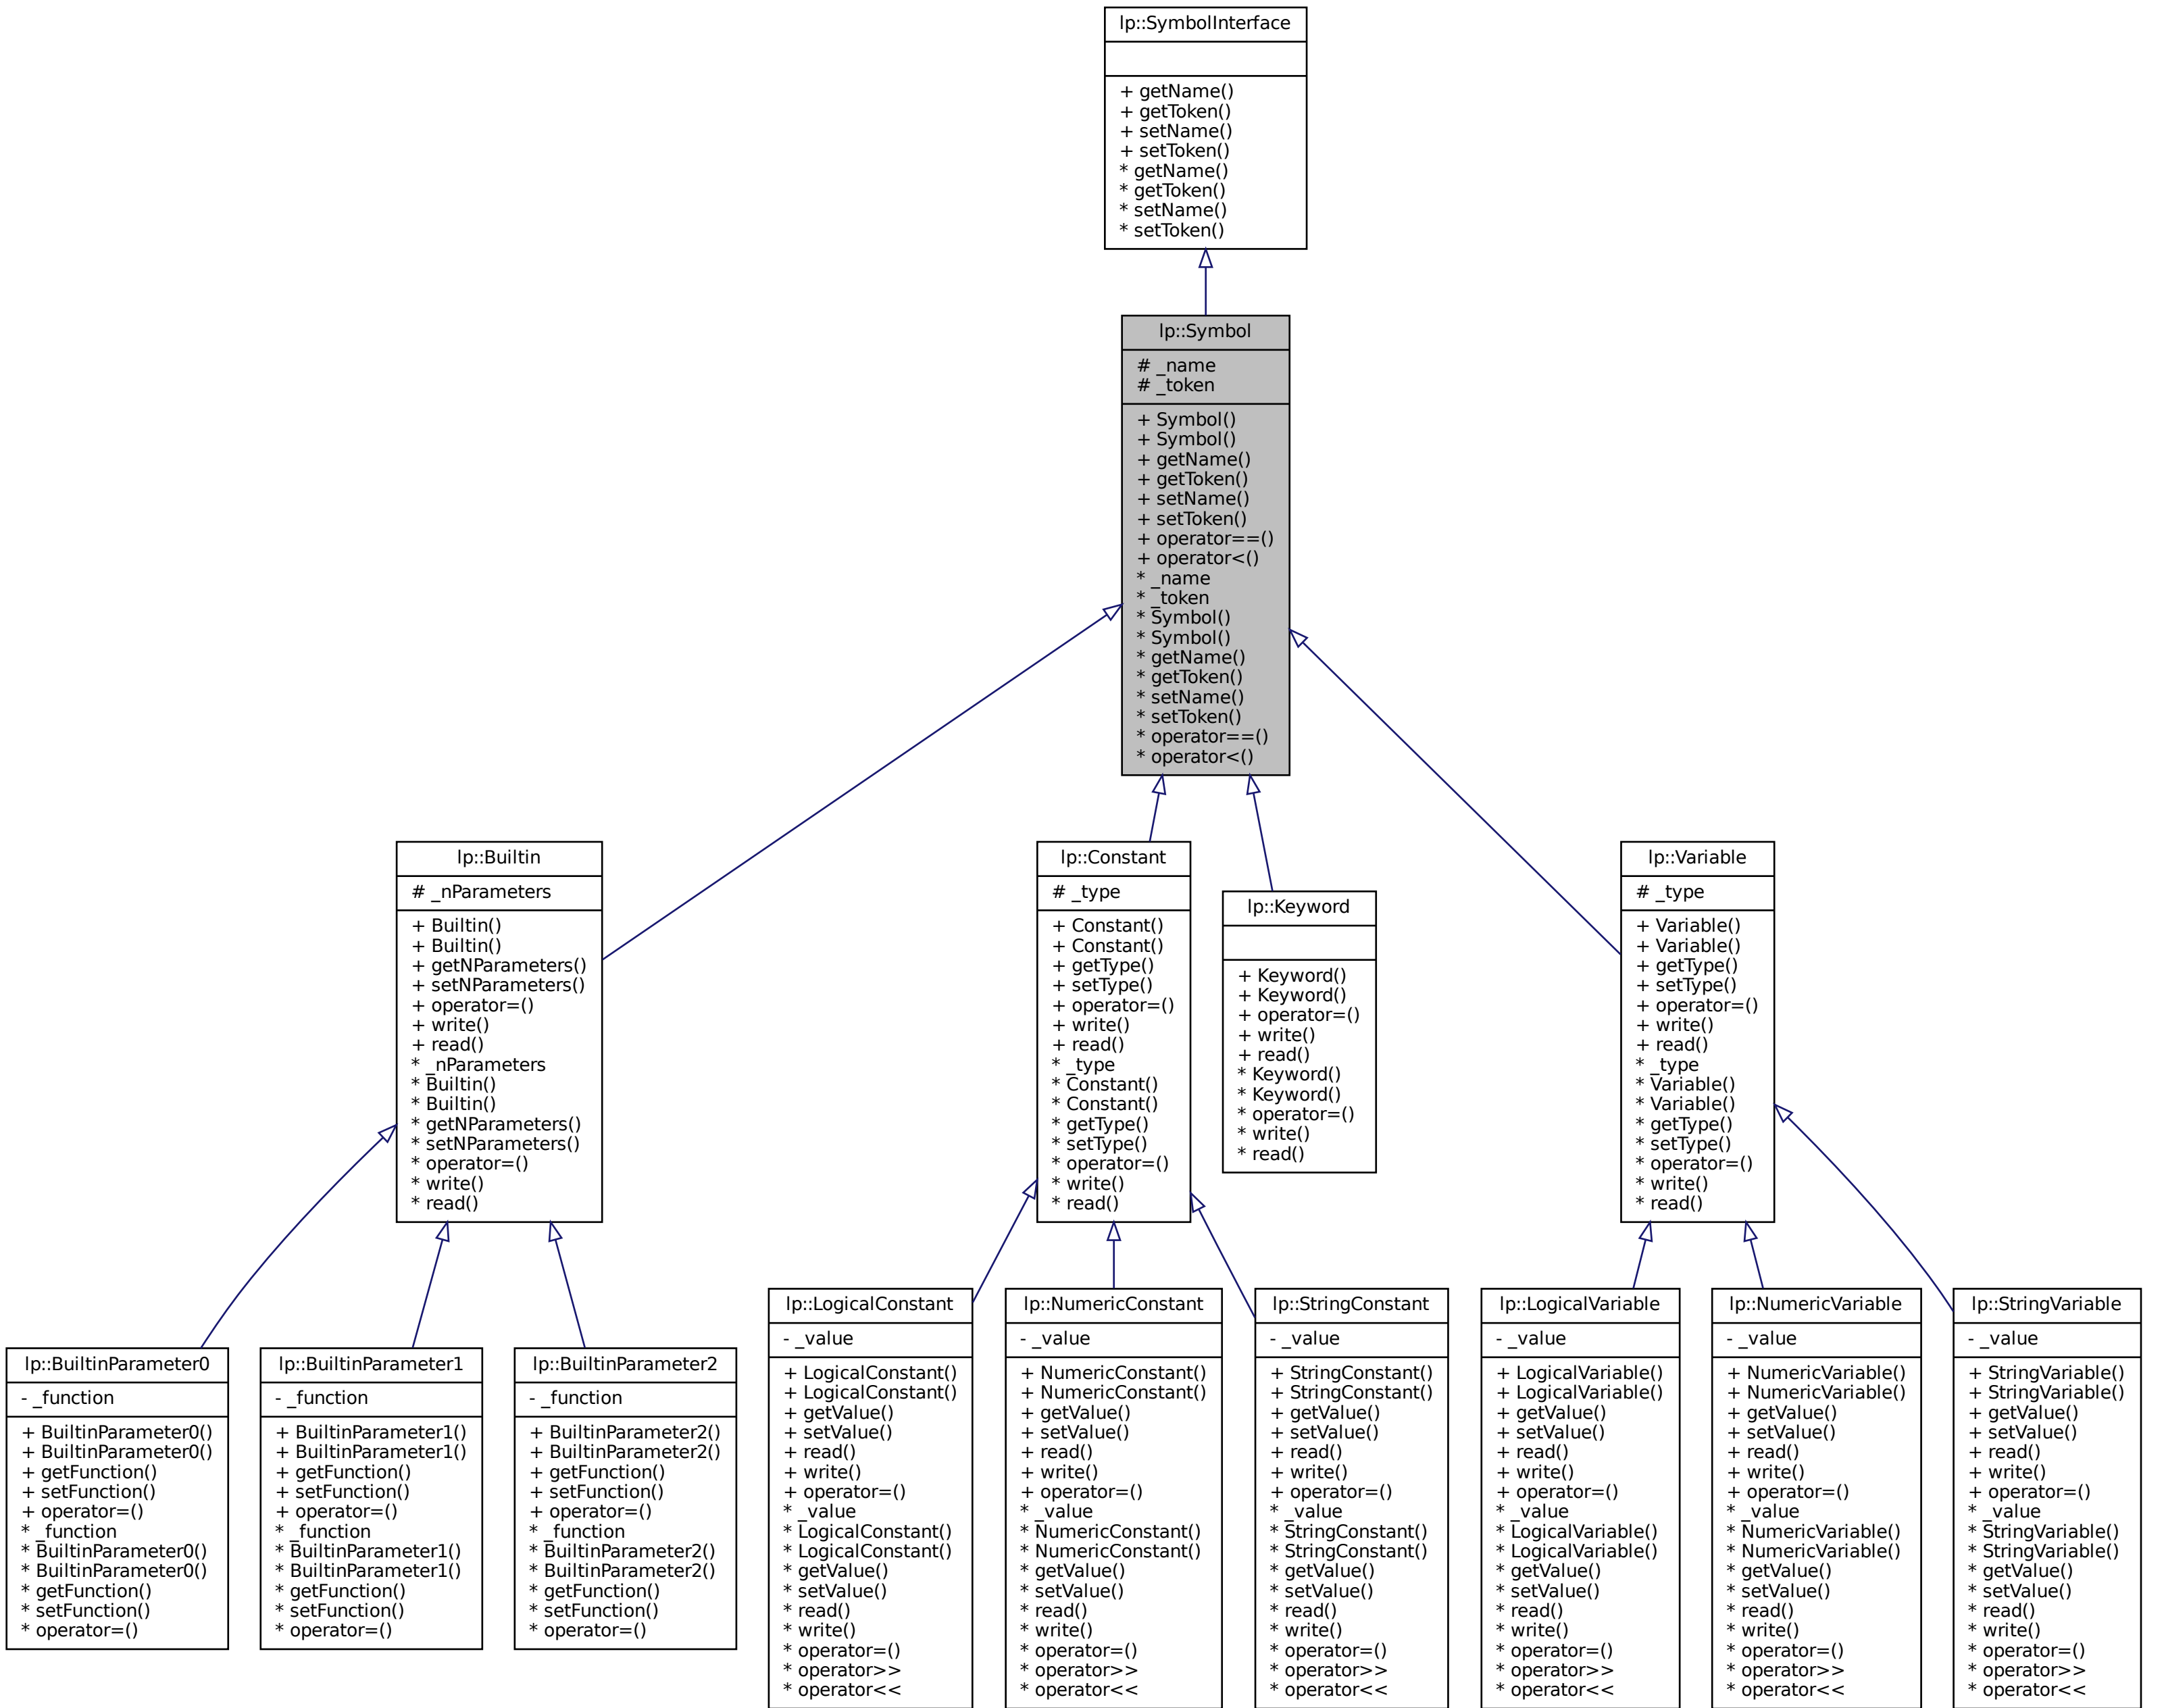 lp::SymbolInterface
+ getName()
+ getToken()
+ setName()
+ setToken()
* getName()
* getToken()
* setName()
* setToken()
lp::Symbol
# _name
# _token
+ Symbol()
+ Symbol()
+ getName()
+ getToken()
+ setName()
+ setToken()
+ operator==()
+ operator<()
* _name
* _token
* Symbol()
* Symbol()
* getName()
* getToken()
* setName()
* setToken()
* operator==()
* operator<()
lp::Builtin
# _nParameters
+ Builtin()
+ Builtin()
+ getNParameters()
+ setNParameters()
+ operator=()
+ write()
+ read()
* _nParameters
* Builtin()
* Builtin()
* getNParameters()
* setNParameters()
* operator=()
* write()
* read()
lp::Constant
# _type
+ Constant()
+ Constant()
+ getType()
+ setType()
+ operator=()
+ write()
+ read()
* _type
* Constant()
* Constant()
* getType()
* setType()
* operator=()
* write()
* read()
lp::Keyword
+ Keyword()
+ Keyword()
+ operator=()
+ write()
+ read()
* Keyword()
* Keyword()
* operator=()
* write()
* read()
lp::Variable
# _type
+ Variable()
+ Variable()
+ getType()
+ setType()
+ operator=()
+ write()
+ read()
* _type
* Variable()
* Variable()
* getType()
* setType()
* operator=()
* write()
* read()
lp::BuiltinParameter0
- _function
+ BuiltinParameter0()
+ BuiltinParameter0()
+ getFunction()
+ setFunction()
+ operator=()
* _function
* BuiltinParameter0()
* BuiltinParameter0()
* getFunction()
* setFunction()
* operator=()
lp::BuiltinParameter1
- _function
+ BuiltinParameter1()
+ BuiltinParameter1()
+ getFunction()
+ setFunction()
+ operator=()
* _function
* BuiltinParameter1()
* BuiltinParameter1()
* getFunction()
* setFunction()
* operator=()
lp::BuiltinParameter2
- _function
+ BuiltinParameter2()
+ BuiltinParameter2()
+ getFunction()
+ setFunction()
+ operator=()
* _function
* BuiltinParameter2()
* BuiltinParameter2()
* getFunction()
* setFunction()
* operator=()
lp::LogicalConstant
- _value
+ LogicalConstant()
+ LogicalConstant()
+ getValue()
+ setValue()
+ read()
+ write()
+ operator=()
* _value
* LogicalConstant()
* LogicalConstant()
* getValue()
* setValue()
* read()
* write()
* operator=()
* operator>>
* operator<<
lp::NumericConstant
- _value
+ NumericConstant()
+ NumericConstant()
+ getValue()
+ setValue()
+ read()
+ write()
+ operator=()
* _value
* NumericConstant()
* NumericConstant()
* getValue()
* setValue()
* read()
* write()
* operator=()
* operator>>
* operator<<
lp::StringConstant
- _value
+ StringConstant()
+ StringConstant()
+ getValue()
+ setValue()
+ read()
+ write()
+ operator=()
* _value
* StringConstant()
* StringConstant()
* getValue()
* setValue()
* read()
* write()
* operator=()
* operator>>
* operator<<
lp::LogicalVariable
- _value
+ LogicalVariable()
+ LogicalVariable()
+ getValue()
+ setValue()
+ read()
+ write()
+ operator=()
* _value
* LogicalVariable()
* LogicalVariable()
* getValue()
* setValue()
* read()
* write()
* operator=()
* operator>>
* operator<<
lp::NumericVariable
- _value
+ NumericVariable()
+ NumericVariable()
+ getValue()
+ setValue()
+ read()
+ write()
+ operator=()
* _value
* NumericVariable()
* NumericVariable()
* getValue()
* setValue()
* read()
* write()
* operator=()
* operator>>
* operator<<
lp::StringVariable
- _value
+ StringVariable()
+ StringVariable()
+ getValue()
+ setValue()
+ read()
+ write()
+ operator=()
* _value
* StringVariable()
* StringVariable()
* getValue()
* setValue()
* read()
* write()
* operator=()
* operator>>
* operator<<